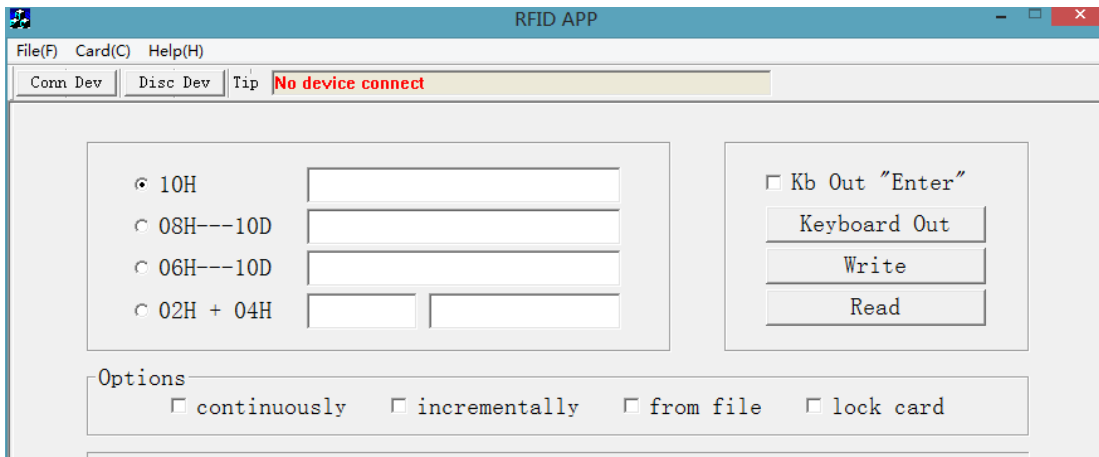 RFID APP
File(F) Card(C) Help(H)
Conn Dev Disc Dev Tip No device connect
10H
08H---10D
06H---10D
02H + 04H
Kb Out "Enter"
Keyboard Out
Write
Read
Options
continuously incrementally from file lock card